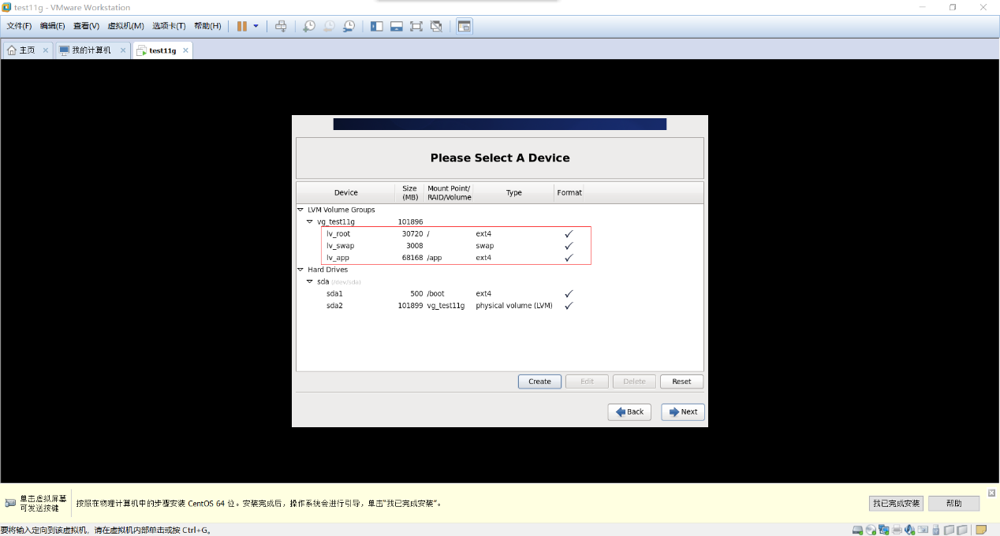 test11g - VMware Workstation
文件(F) 编辑(E) 查看(V) 虚拟机(M) 选项卡(T) 帮助(H)
主页 我的计算机 test11g
Please Select A Device
Device Size (MB) Mount Point/ RAID/Volume Type Format
LVM Volume Groups
vg_test11g 101896
lv_root 30720 / ext4
lv_swap 3008 swap
lv_app 68168 /app ext4
Hard Drives
sda (/dev/sda)
sda1 500 /boot ext4
sda2 101899 vg_test11g physical volume (LVM)
Create Edit Delete Reset
Back Next
单击虚拟屏幕
可发送按键
按照在物理计算机中的步骤安装 CentOS 64 位。安装完成后，操作系统会进行引导，单击“我已完成安装”。
我已完成安装 帮助
要将输入定向到该虚拟机，请在虚拟机内部单击或按 Ctrl+G。